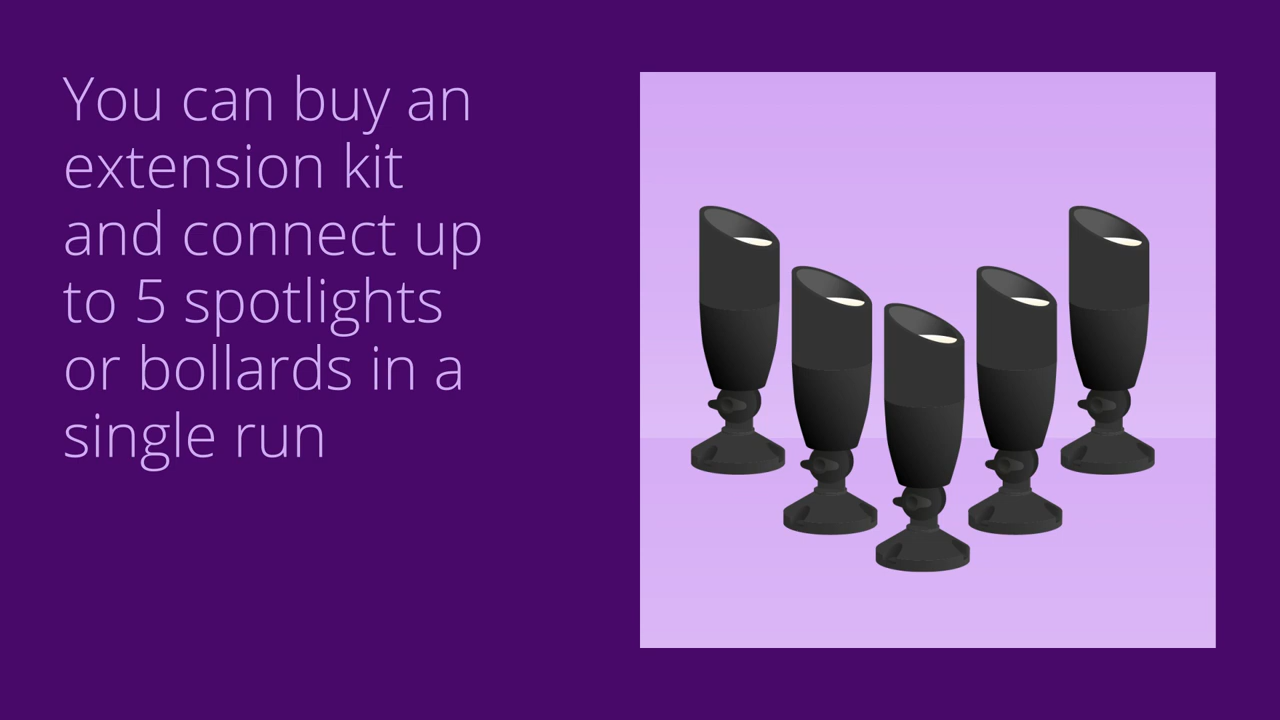 You can buy an
extension kit
and connect up
to 5 spotlights
or bollards in a
single run